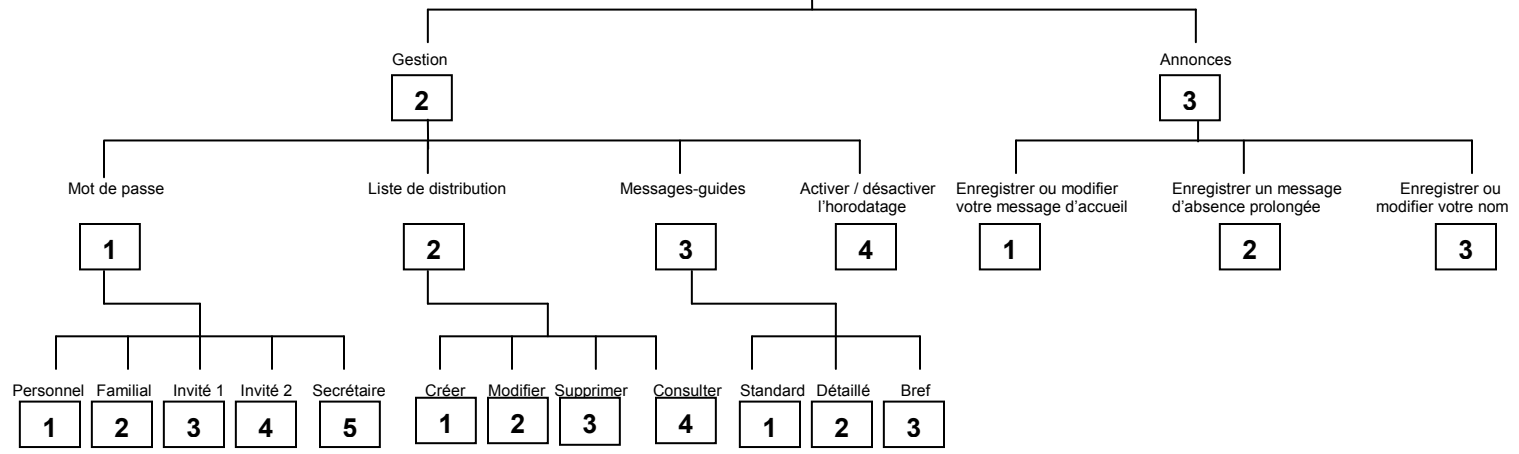 Gestion
2
Annonces
3
Mot de passe
1
Liste de distribution
2
Messages-guides
3
Activer / désactiver
l'horodatage
4
Enregistrer ou modifier
votre message d'accueil
1
Enregistrer un message
d'absence prolongée
2
Enregistrer ou
modifier votre nom
3
Personnel
1
Familial
2
Invité 1
3
Invité 2
4
Secrétaire
5
Créer
1
Modifier
2
Supprimer
3
Consulter
4
Standard
1
Détaillé
2
Bref
3